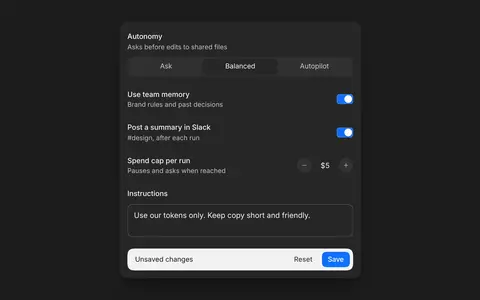 Autonomy
Asks before edits to shared files
Ask Balanced Autopilot
Use team memory
Brand rules and past decisions
Post a summary in Slack
#design, after each run
Spend cap per run
Pauses and asks when reached
− $5 +
Instructions
Use our tokens only. Keep copy short and friendly.
Unsaved changes Reset Save